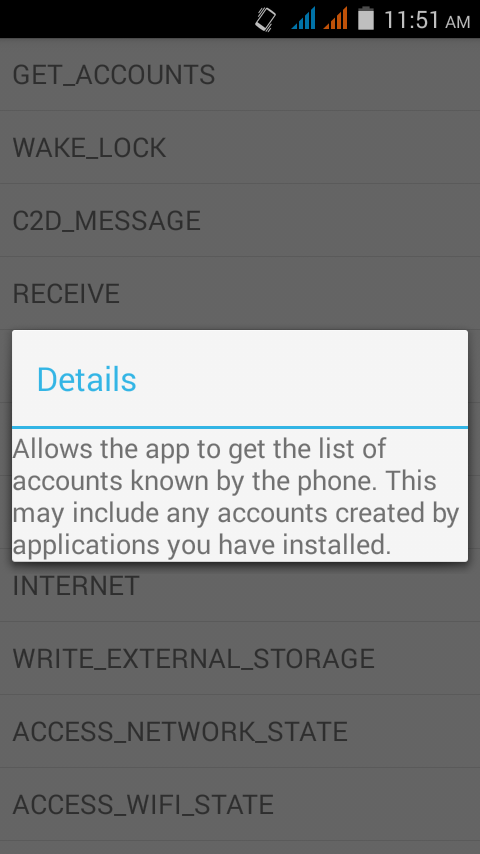 11:51 AM
GET_ACCOUNTS
WAKE_LOCK
C2D_MESSAGE
RECEIVE
Details
Allows the app to get the list of
accounts known by the phone. This
may include any accounts created by
applications you have installed.
INTERNET
WRITE_EXTERNAL_STORAGE
ACCESS_NETWORK_STATE
ACCESS_WIFI_STATE